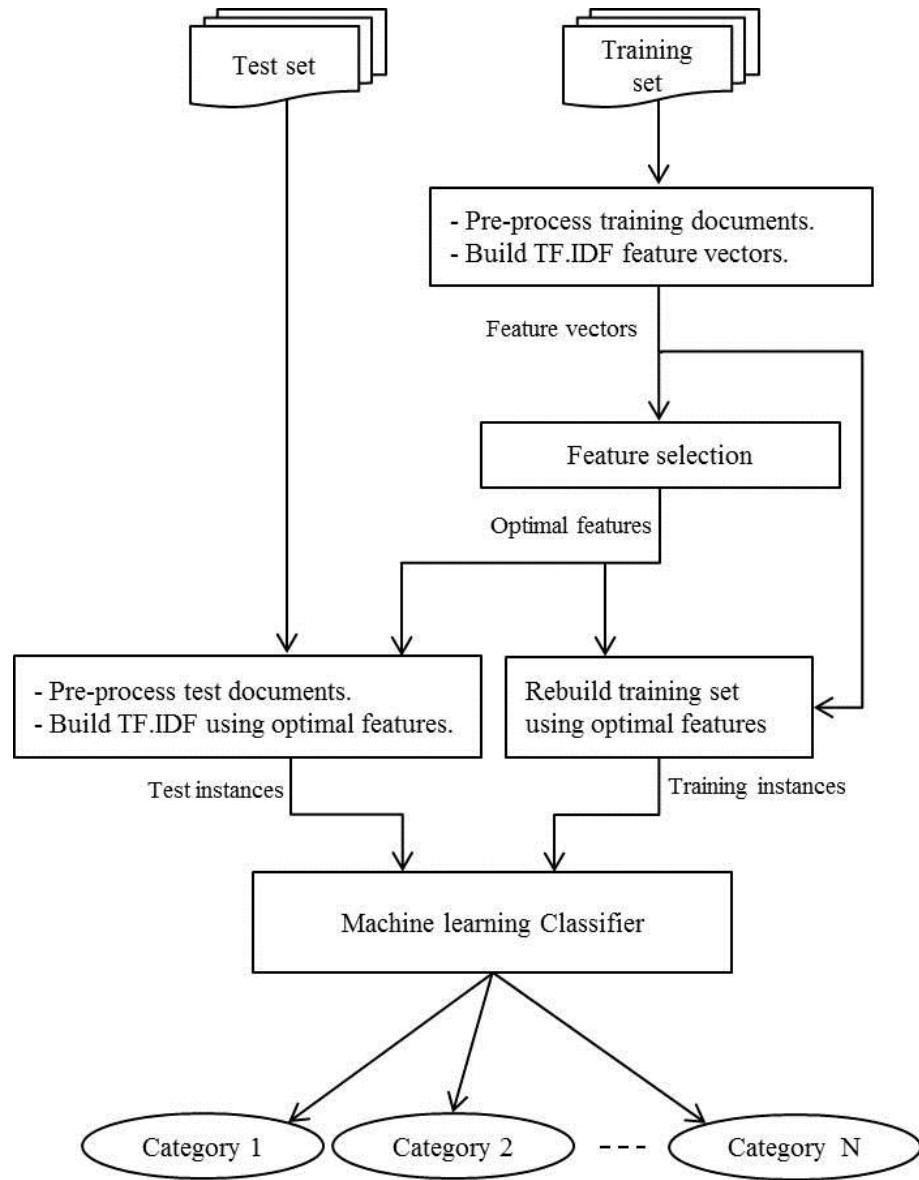 Test set
Training
set
- Pre-process training documents.
- Build TF.IDF feature vectors.
Feature vectors
Feature selection
Optimal features
- Pre-process test documents.
- Build TF.IDF using optimal features.
Rebuild training set
using optimal features
Test instances
Training instances
Machine learning Classifier
Category 1
Category 2
Category N